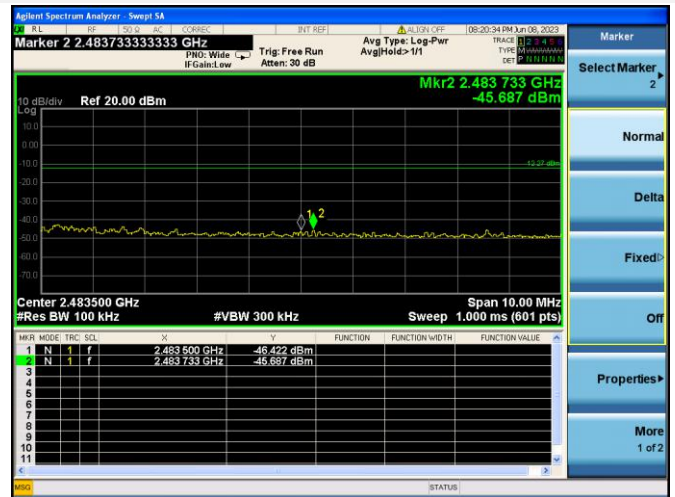 Agilent Spectrum Analyzer - Swept SA
RL RF 50 Ω AC CORREC INT REF ALIGN OFF 08:20:34 PM Jun 08, 2023
Marker 2 2.483733333333 GHz
PNO: Wide
IFGain:Low
Trig: Free Run
Atten: 30 dB
Avg Type: Log-Pwr
Avg|Hold>1/1
TRACE 1 2 3 4 5 6
TYPE M
DET P N N N N N
Mkr2 2.483 733 GHz
-45.687 dBm
10 dB/div Ref 20.00 dBm
Log
10.0
0.00
-10.0
-20.0
-30.0
-40.0
-50.0
-60.0
-70.0
1 2
Center 2.483500 GHz Span 10.00 MHz
#Res BW 100 kHz #VBW 300 kHz Sweep 1.000 ms (601 pts)
MKR MODE TRC SCL X Y FUNCTION FUNCTION WIDTH FUNCTION VALUE
1 N 1 f 2.483 500 GHz -46.422 dBm
2 N 1 f 2.483 733 GHz -45.687 dBm
3
4
5
6
7
8
9
10
11
MSG STATUS
Marker
Select Marker
2
Normal
Delta
Fixed
Off
Properties
More
1 of 2